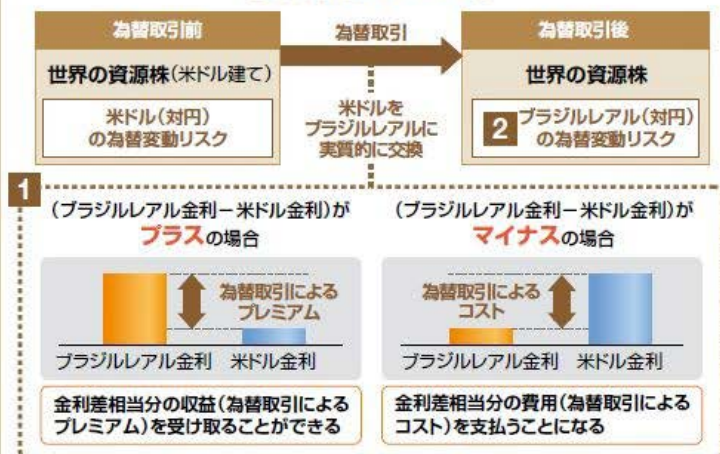 為替取引前
為替取引
為替取引後
世界の資源株(米ドル建て)
世界の資源株
米ドル(対円)
の為替変動リスク
米ドルを
ブラジルレアルに
実質的に交換
2 ブラジルレアル(対円)
の為替変動リスク
1
(ブラジルレアル金利-米ドル金利)が
プラスの場合
(ブラジルレアル金利-米ドル金利)が
マイナスの場合
為替取引による
プレミアム
為替取引による
コスト
ブラジルレアル金利 米ドル金利
ブラジルレアル金利 米ドル金利
金利差相当分の収益(為替取引による
プレミアム)を受け取ることができる
金利差相当分の費用(為替取引による
コスト)を支払うことになる